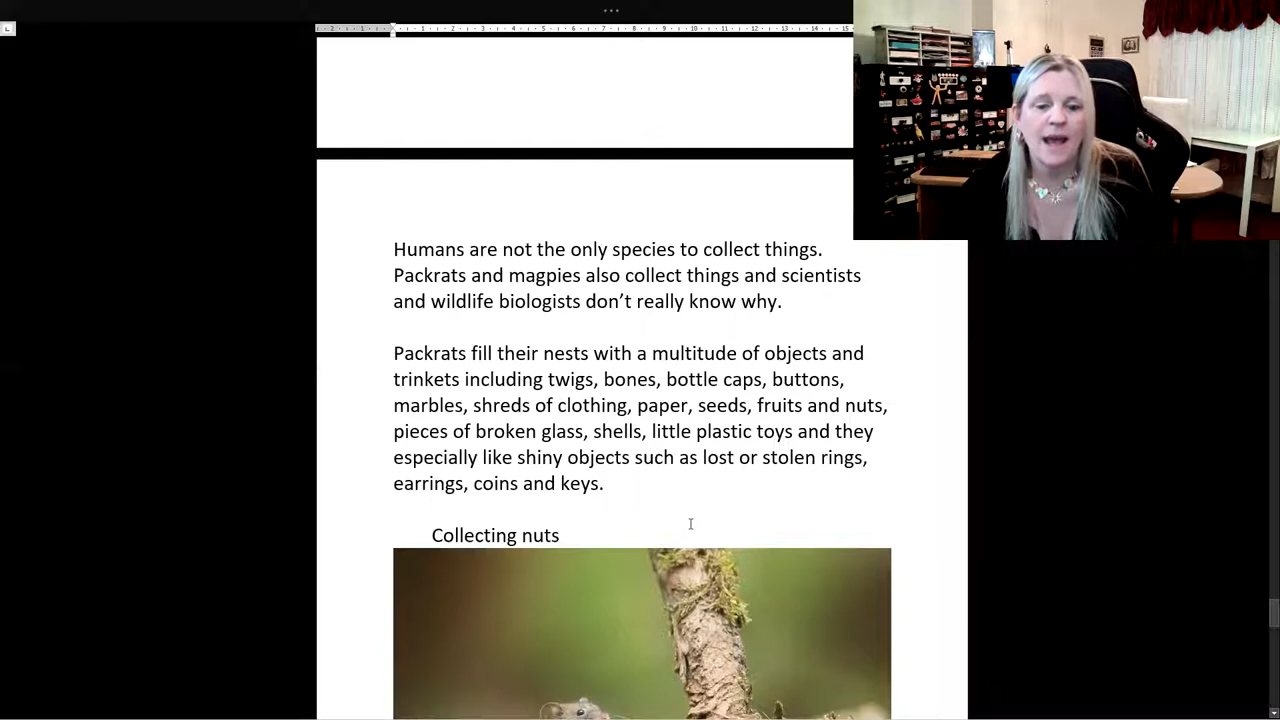 Humans are not the only species to collect things.
Packrats and magpies also collect things and scientists
and wildlife biologists don’t really know why.
Packrats fill their nests with a multitude of objects and
trinkets including twigs, bones, bottle caps, buttons,
marbles, shreds of clothing, paper, seeds, fruits and nuts,
pieces of broken glass, shells, little plastic toys and they
especially like shiny objects such as lost or stolen rings,
earrings, coins and keys.
Collecting nuts